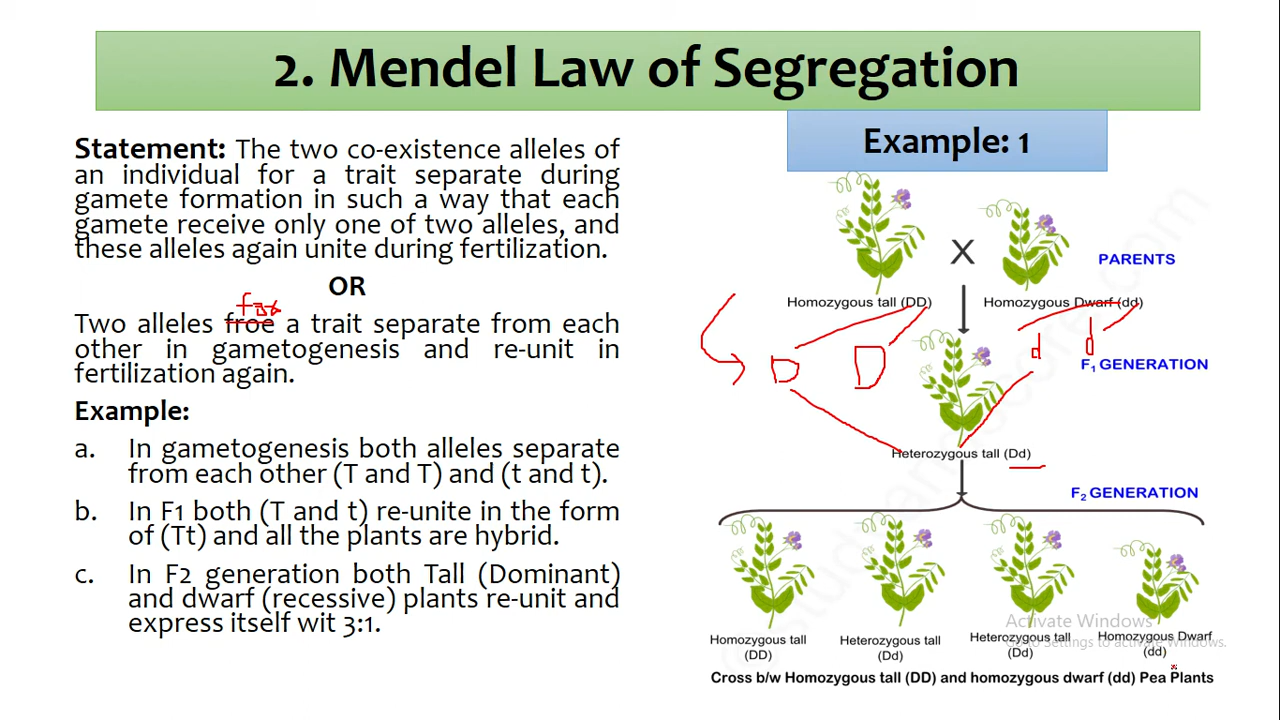 2. Mendel Law of Segregation
Statement: The two co-existence alleles of
an individual for a trait separate during
gamete formation in such a way that each
gamete receive only one of two alleles, and
these alleles again unite during fertilization.
OR
for
Two alleles froe a trait separate from each
other in gametogenesis and re-unit in
fertilization again.
Example:
a. In gametogenesis both alleles separate
from each other (T and T) and (t and t).
b. In F1 both (T and t) re-unite in the form
of (Tt) and all the plants are hybrid.
c. In F2 generation both Tall (Dominant)
and dwarf (recessive) plants re-unit and
express itself wit 3:1.
Example: 1
X
PARENTS
Homozygous tall (DD) Homozygous Dwarf (dd)
D D d d
F1 GENERATION
Heterozygous tall (Dd)
F2 GENERATION
Homozygous tall
(DD)
Heterozygous tall
(Dd)
Heterozygous tall
(Dd)
Homozygous Dwarf
(dd)
Cross b/w Homozygous tall (DD) and homozygous dwarf (dd) Pea Plants
Activate Windows
Go to Settings to activate Windows.